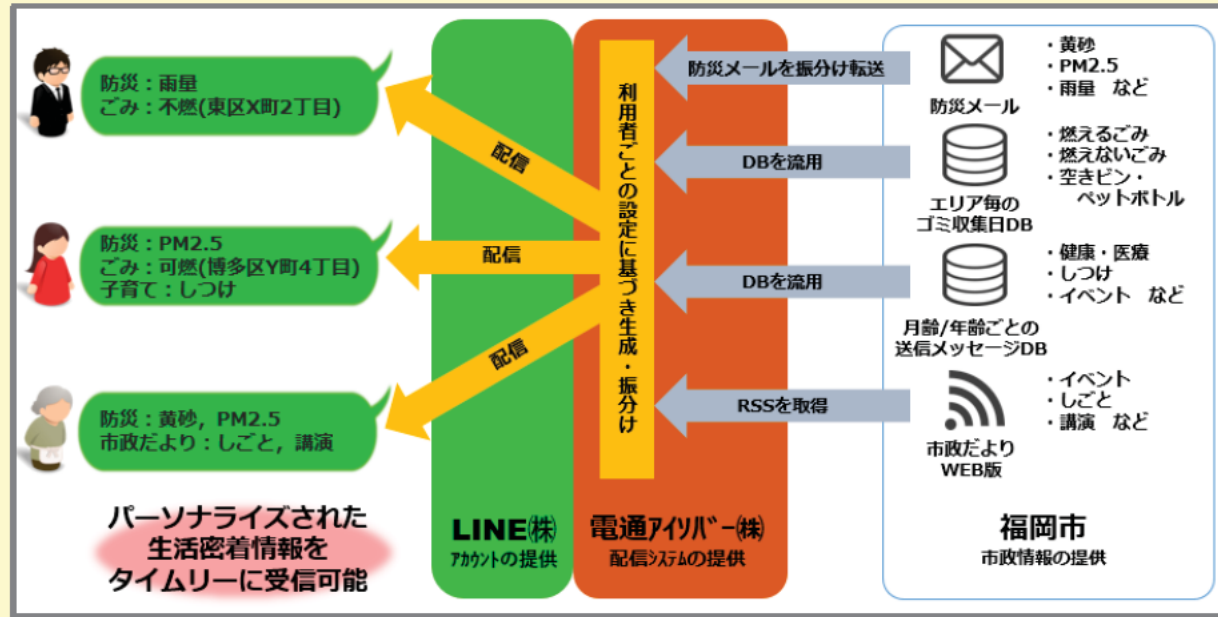 防災：雨量
ごみ：不燃(東区X町2丁目)
防災：PM2.5
ごみ：可燃(博多区Y町4丁目)
子育て：しつけ
防災：黄砂, PM2.5
市政だより：しごと, 講演
パーソナライズされた
生活密着情報を
タイムリーに受信可能
配信
配信
配信
LINE㈱
ｱｶｳﾝﾄの提供
利用者ごとの設定に基づき生成・振分け
電通ｱｲｿﾊﾞｰ㈱
配信ｼｽﾃﾑの提供
防災メールを振分け転送
DBを流用
DBを流用
RSSを取得
防災メール
・黄砂
・PM2.5
・雨量　など
エリア毎の
ゴミ収集日DB
・燃えるごみ
・燃えないごみ
・空きビン・
ペットボトル
月齢/年齢ごとの
送信メッセージDB
・健康・医療
・しつけ
・イベント　など
市政だより
WEB版
・イベント
・しごと
・講演　など
福岡市
市政情報の提供